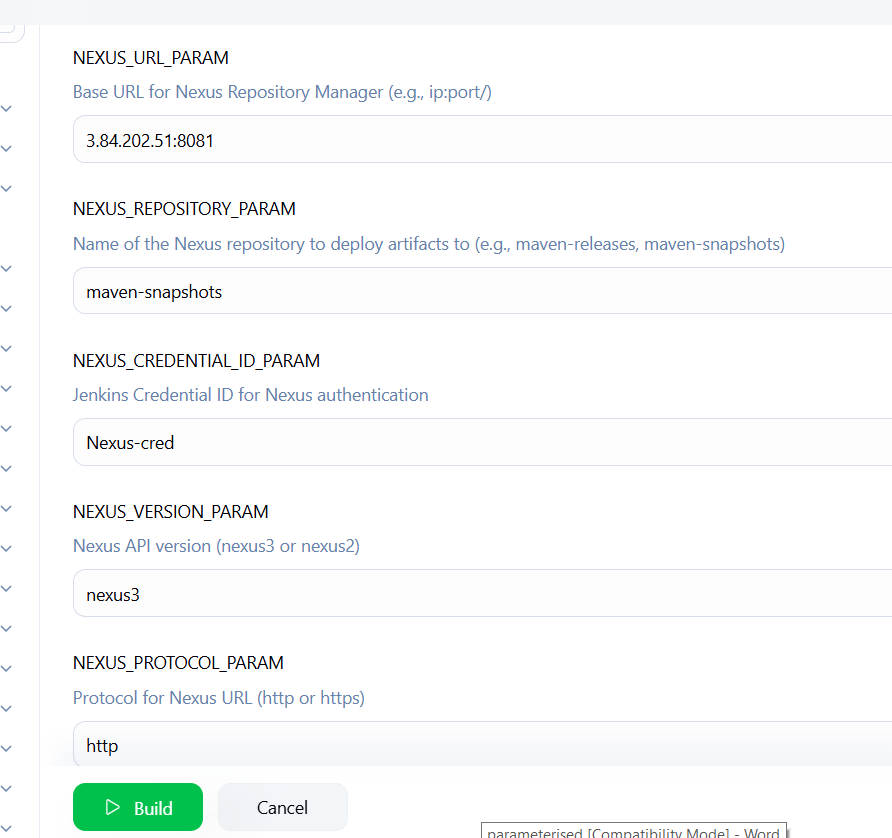 NEXUS_URL_PARAM
Base URL for Nexus Repository Manager (e.g., ip:port/)
3.84.202.51:8081
NEXUS_REPOSITORY_PARAM
Name of the Nexus repository to deploy artifacts to (e.g., maven-releases, maven-snapshots)
maven-snapshots
NEXUS_CREDENTIAL_ID_PARAM
Jenkins Credential ID for Nexus authentication
Nexus-cred
NEXUS_VERSION_PARAM
Nexus API version (nexus3 or nexus2)
nexus3
NEXUS_PROTOCOL_PARAM
Protocol for Nexus URL (http or https)
http
Build
Cancel
parameterised [Compatibility Mode] - Word